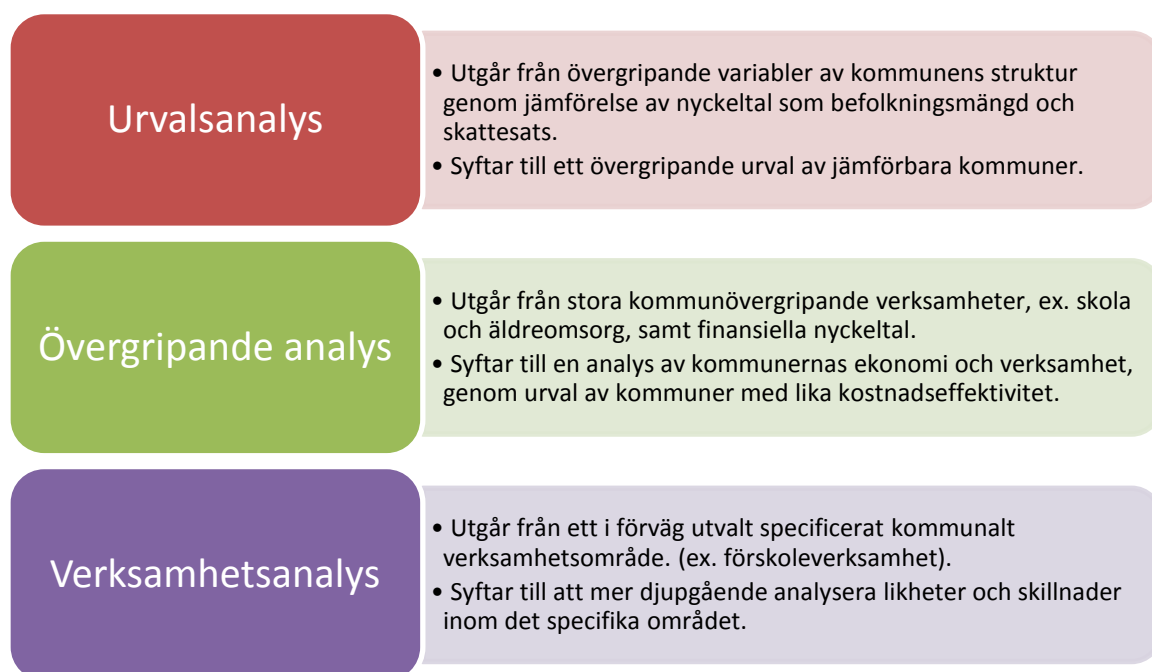 Urvalsanalys
• Utgår från övergripande variabler av kommunens struktur
genom jämförelse av nyckeltal som befolkningsmängd och
skattesats.
• Syftar till ett övergripande urval av jämförbara kommuner.
Övergripande analys
• Utgår från stora kommunövergripande verksamheter, ex. skola
och äldreomsorg, samt finansiella nyckeltal.
• Syftar till en analys av kommunernas ekonomi och verksamhet,
genom urval av kommuner med lika kostnadseffektivitet.
Verksamhetsanalys
• Utgår från ett i förväg utvalt specificerat kommunalt
verksamhetsområde. (ex. förskoleverksamhet).
• Syftar till att mer djupgående analysera likheter och skillnader
inom det specifika området.